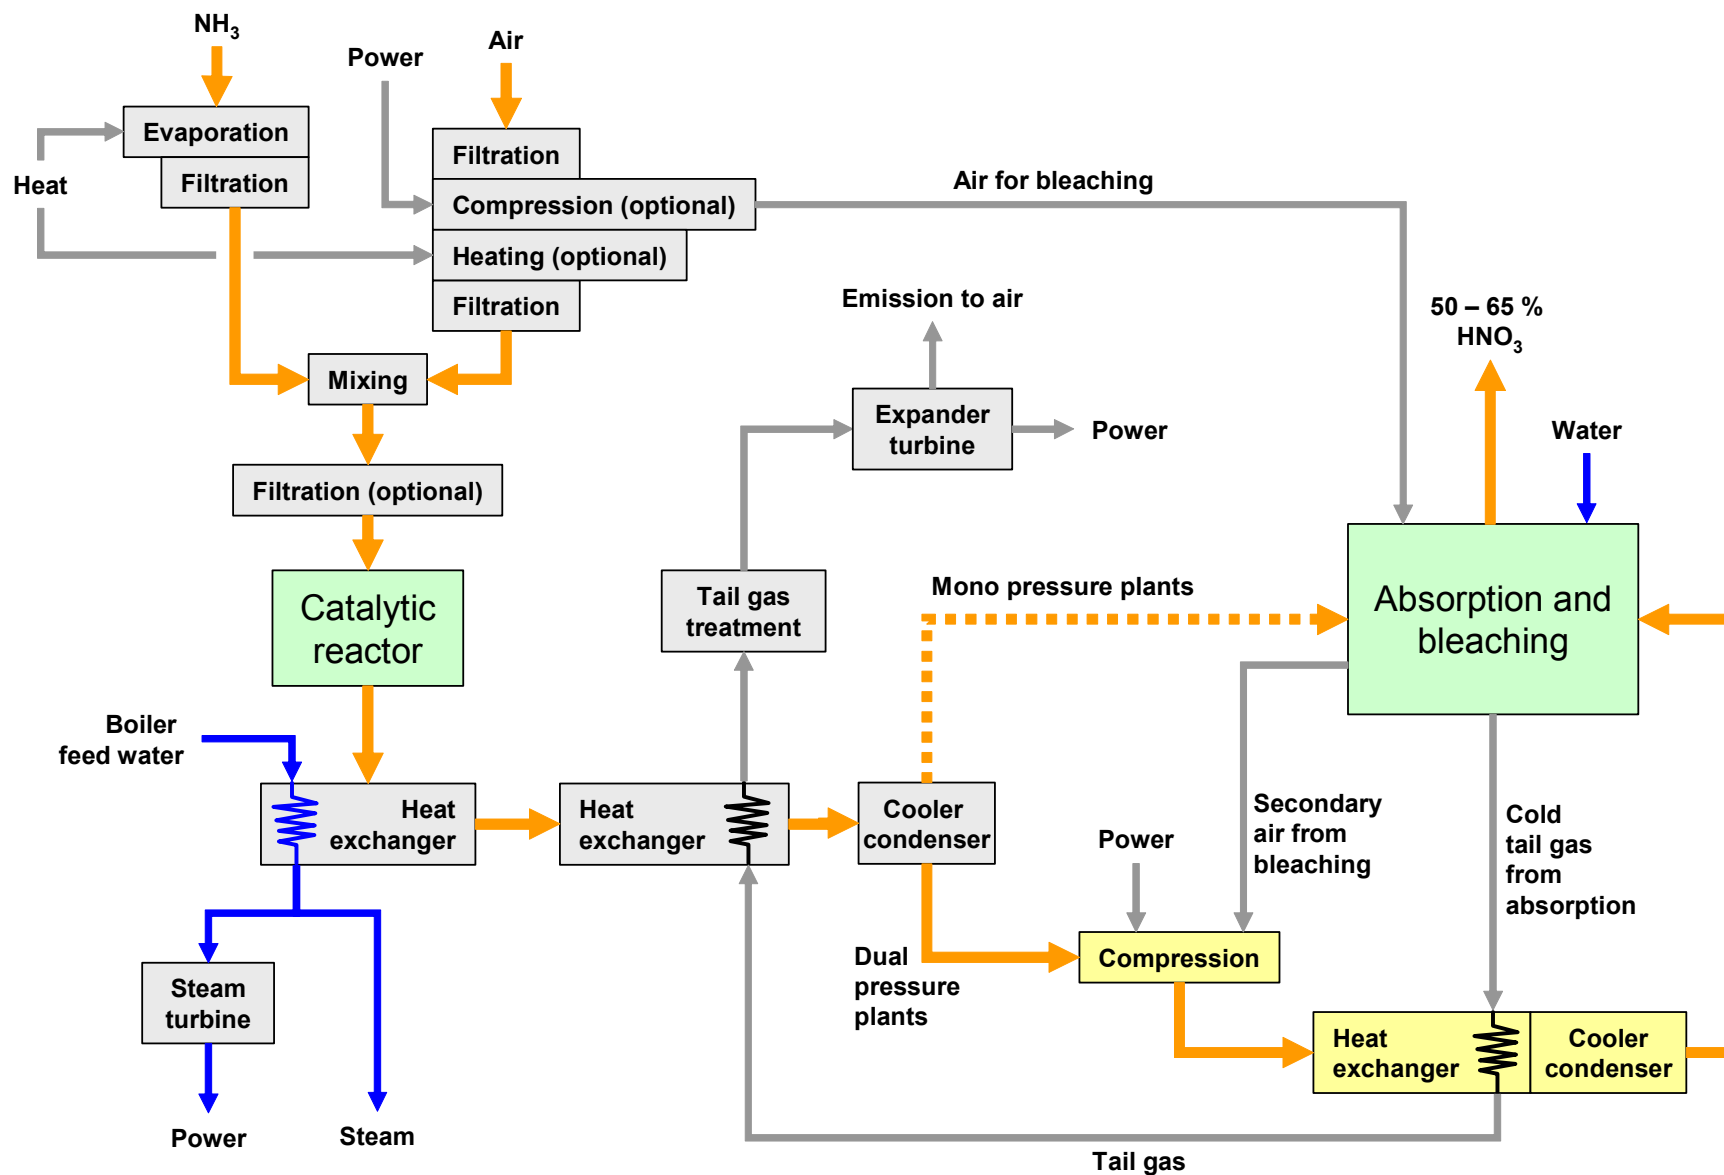 NH3
Air
Power
Evaporation
Filtration
Filtration
Heat
Compression (optional)
Air for bleaching
Heating (optional)
Filtration
Emission to air
50 – 65 %
HNO3
Mixing
Expander
turbine
Power
Water
Filtration (optional)
Catalytic
reactor
Tail gas
treatment
Mono pressure plants
Absorption and
bleaching
Boiler
feed water
Heat
exchanger
Heat
exchanger
Cooler
condenser
Power
Secondary
air from
bleaching
Cold
tail gas
from
absorption
Dual
pressure
plants
Compression
Steam
turbine
Heat
exchanger
Cooler
condenser
Power
Steam
Tail gas